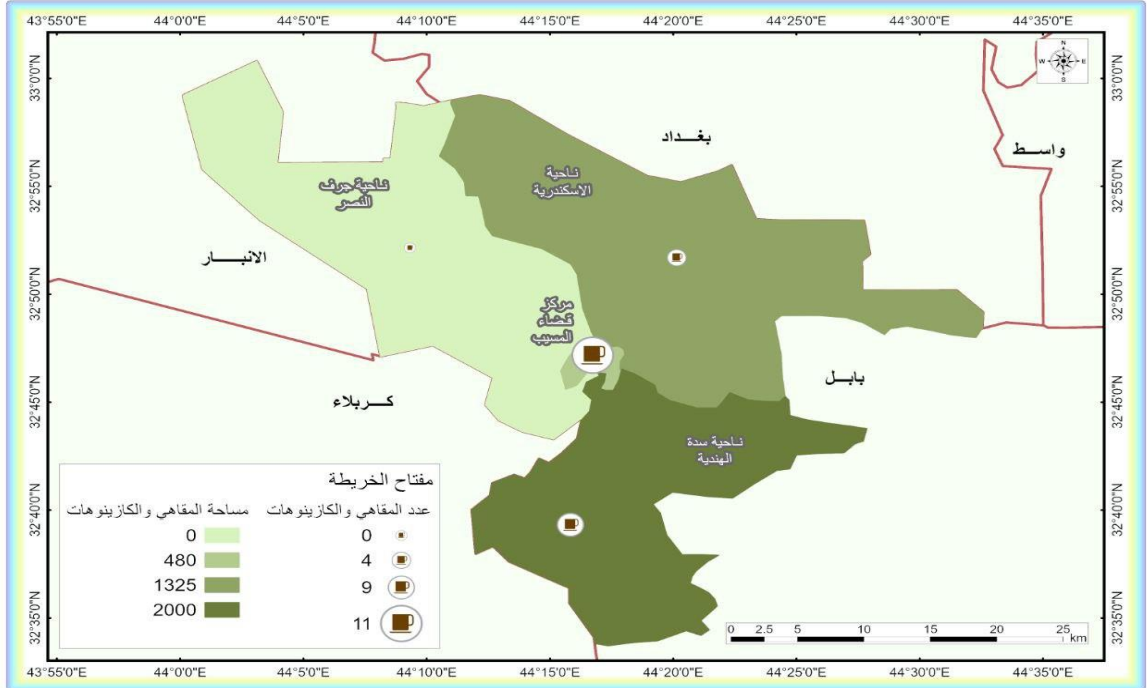 43°55'0"E 44°0'0"E 44°5'0"E 44°10'0"E 44°15'0"E 44°20'0"E 44°25'0"E 44°30'0"E 44°35'0"E
33°0'0"N
32°55'0"N
32°50'0"N
32°45'0"N
32°40'0"N
32°35'0"N
33°0'0"N
32°55'0"N
32°50'0"N
32°45'0"N
32°40'0"N
32°35'0"N
N
W E
S
بغـــداد
واســـط
ناحية
الاسكندرية
ناحية جرف
النصر
الانبـــار
مركز
قضاء
المسيب
بابـــل
كـــربلاء
ناحية سدة
الهندية
مفتاح الخريطة
عدد المقاهي والكازينوهات
0
4
9
11
مساحة المقاهي والكازينوهات
0
480
1325
2000
0 2.5 5 10 15 20 25
km
43°55'0"E 44°0'0"E 44°5'0"E 44°10'0"E 44°15'0"E 44°20'0"E 44°25'0"E 44°30'0"E 44°35'0"E